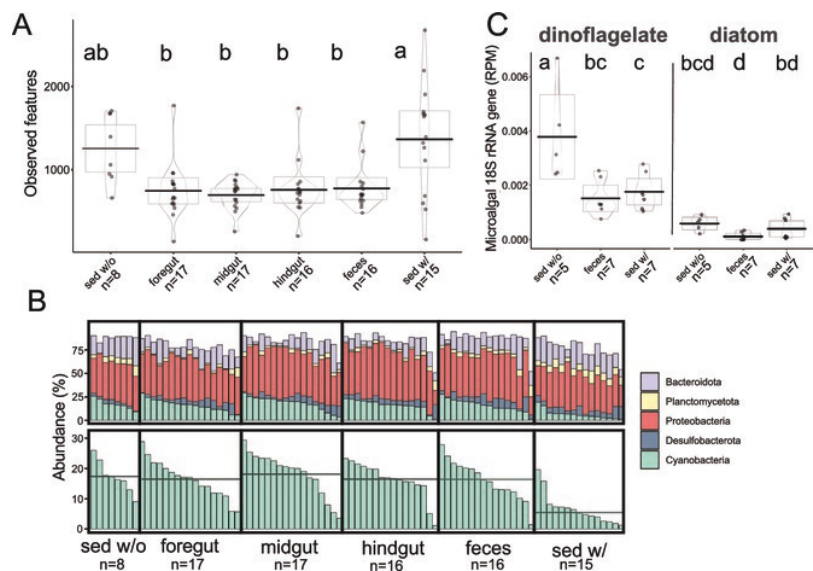 A
ab b b b b a
Observed features
2000
1000
sed w/o n=8
foregut n=17
midgut n=17
hindgut n=16
feces n=16
sed w/ n=15
C
dinoflagelate diatom
a bc c bcd d bd
Microalgal 18S rRNA gene (RPM)
0.006
0.004
0.002
0.000
sed w/o n=5
feces n=7
sed w/ n=7
sed w/o n=5
feces n=7
sed w/ n=7
B
Abundance (%)
75
50
25
0
30
20
10
0
sed w/o foregut midgut hindgut feces sed w/
n=8 n=17 n=17 n=16 n=16 n=15
Bacteroidota
Planctomycetota
Proteobacteria
Desulfobacterota
Cyanobacteria